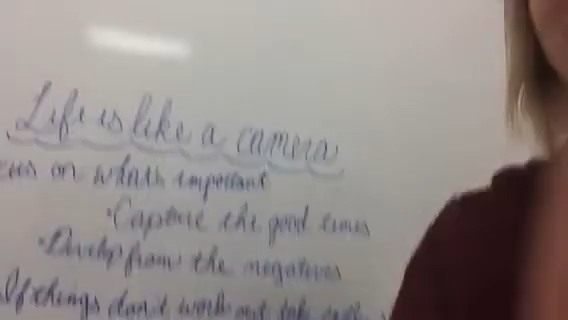 Life is like a camera
on what's important
• Capture the good times
• Develop from the negatives
If things don't work out take